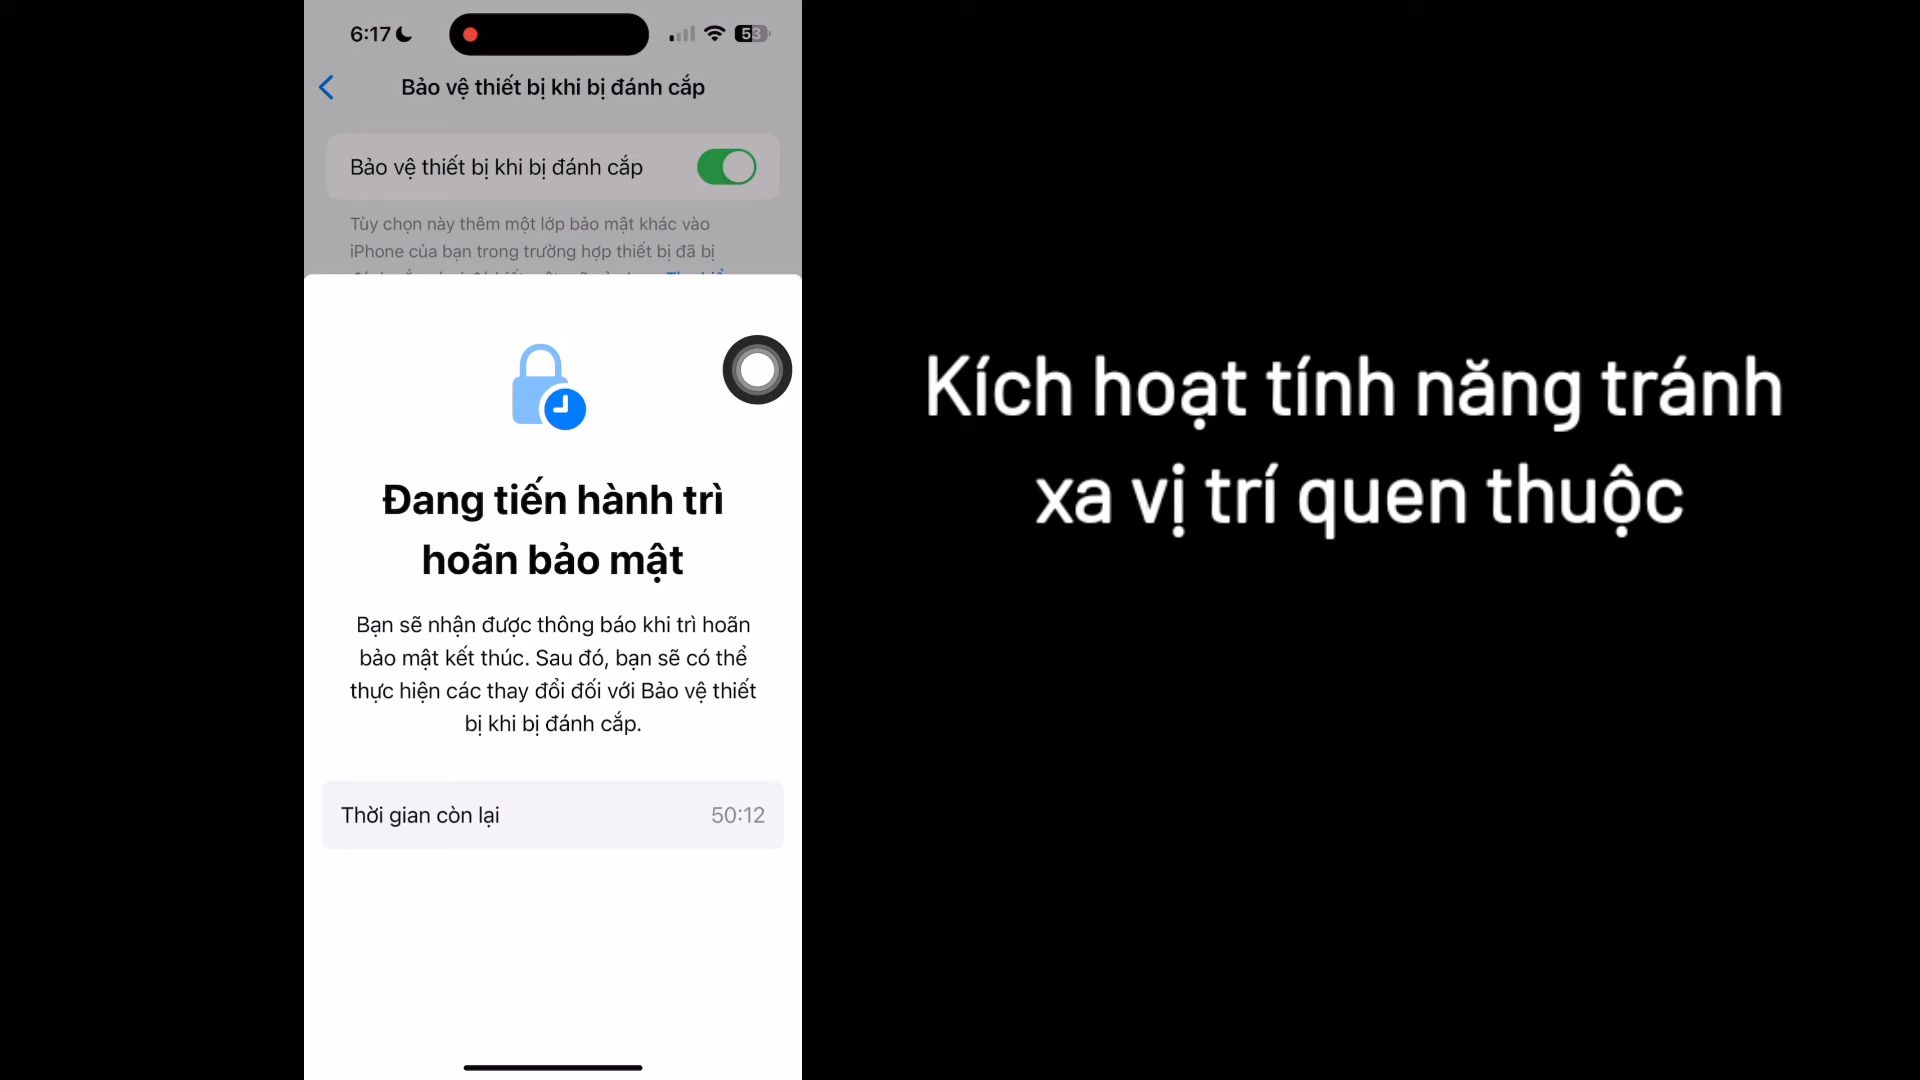 6:17
53
Bảo vệ thiết bị khi bị đánh cắp
Bảo vệ thiết bị khi bị đánh cắp
Tùy chọn này thêm một lớp bảo mật khác vào
iPhone của bạn trong trường hợp thiết bị đã bị
Đang tiến hành trì
hoãn bảo mật
Bạn sẽ nhận được thông báo khi trì hoãn
bảo mật kết thúc. Sau đó, bạn sẽ có thể
thực hiện các thay đổi đối với Bảo vệ thiết
bị khi bị đánh cắp.
Thời gian còn lại 50:12
Kích hoạt tính năng tránh
xa vị trí quen thuộc